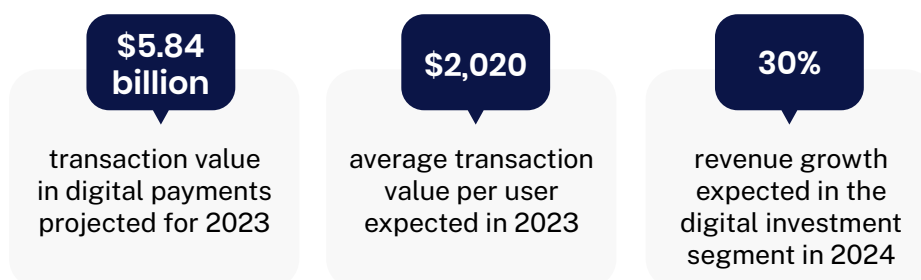 $5.84
billion
transaction value
in digital payments
projected for 2023
$2,020
average transaction
value per user
expected in 2023
30%
revenue growth
expected in the
digital investment
segment in 2024